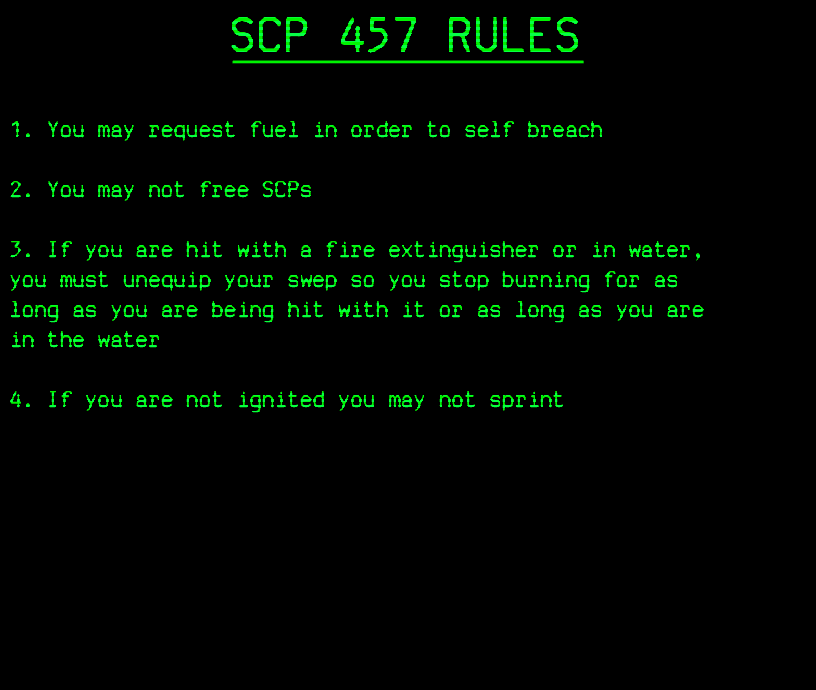 SCP 457 RULES
1. You may request fuel in order to self breach
2. You may not free SCPs
3. If you are hit with a fire extinguisher or in water,
you must unequip your swep so you stop burning for as
long as you are being hit with it or as long as you are
in the water
4. If you are not ignited you may not sprint